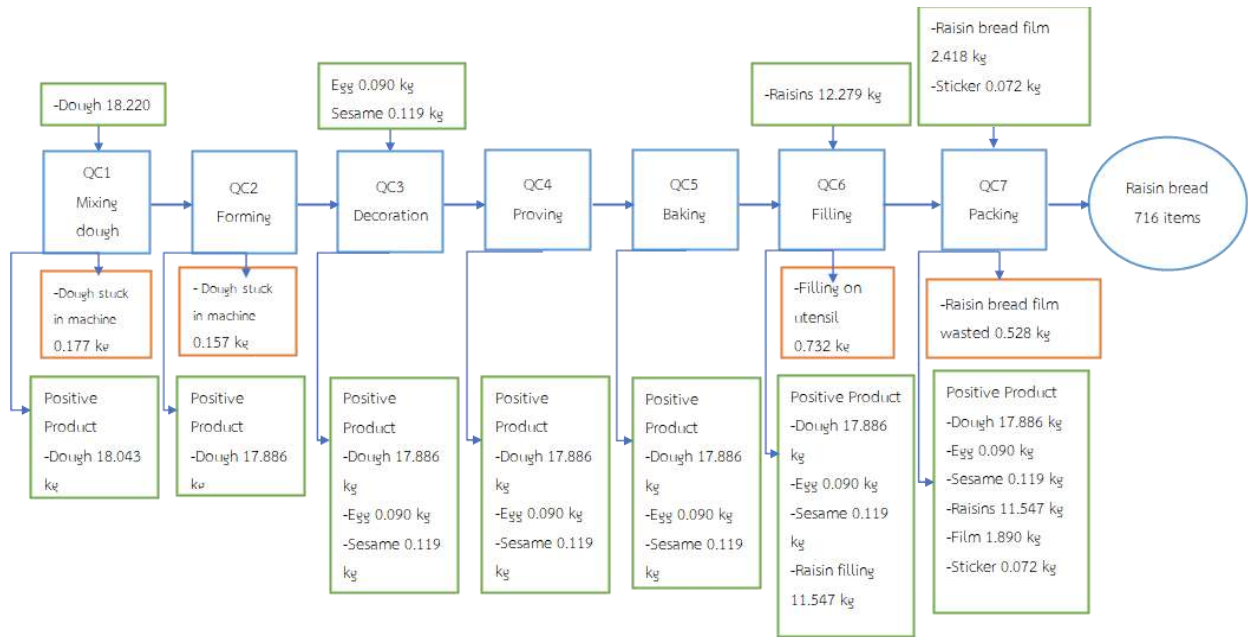 -Raisin bread film
2.418 kg
-Sticker 0.072 kg
-Dough 18.220
Egg 0.090 kg
Sesame 0.119 kg
-Raisins 12.279 kg
QC1
Mixing
dough
QC2
Forming
QC3
Decoration
QC4
Proving
QC5
Baking
QC6
Filling
QC7
Packing
Raisin bread
716 items
-Dough stuck
in machine
0.177 kg
- Dough stuck
in machine
0.157 kg
-Filling on
utensil
0.732 kg
-Raisin bread film
wasted 0.528 kg
Positive
Product
-Dough 18.043
kg
Positive
Product
-Dough 17.886
kg
Positive
Product
-Dough 17.886
kg
-Egg 0.090 kg
-Sesame 0.119
kg
Positive
Product
-Dough 17.886
kg
-Egg 0.090 kg
-Sesame 0.119
kg
Positive
Product
-Dough 17.886
kg
-Egg 0.090 kg
-Sesame 0.119
kg
Positive Product
-Dough 17.886
kg
-Egg 0.090 kg
-Sesame 0.119
kg
-Raisin filling
11.547 kg
Positive Product
-Dough 17.886 kg
-Egg 0.090 kg
-Sesame 0.119 kg
-Raisins 11.547 kg
-Film 1.890 kg
-Sticker 0.072 kg